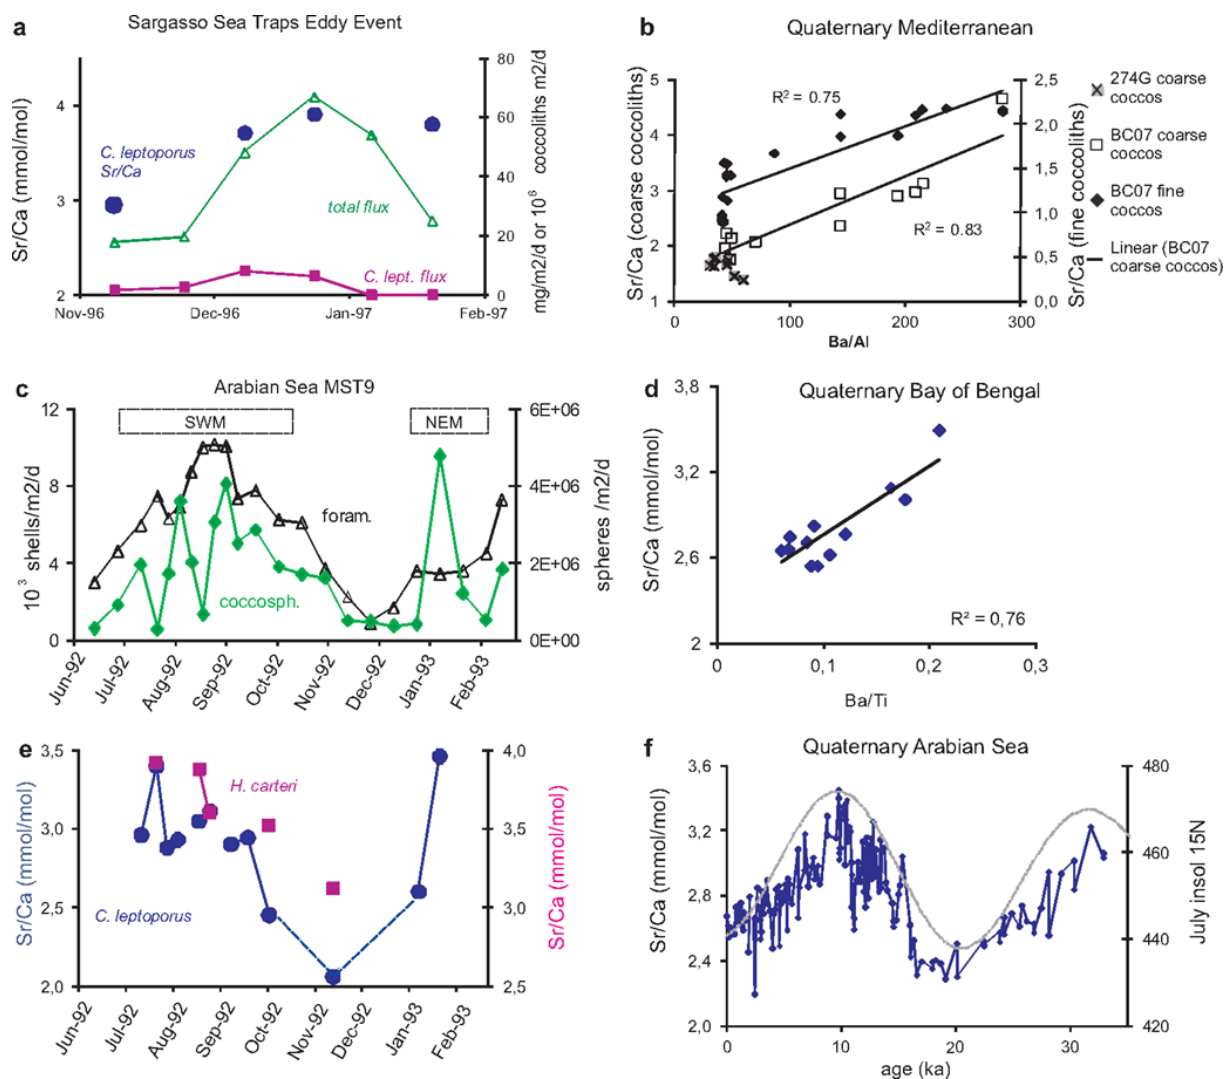 a
Sargasso Sea Traps Eddy Event
Sr/Ca (mmol/mol)
4
3
2
80
60
40
20
0
mg/m2/d or 10⁶ coccoliths m2/d
C. leptoporus
Sr/Ca
total flux
C. lept. flux
Nov-96
Dec-96
Jan-97
Feb-97
b
Quaternary Mediterranean
Sr/Ca (coarse coccoliths)
5
4
3
2
1
2,5
2,0
1,5
1,0
0,5
0,0
Sr/Ca (fine coccoliths)
R² = 0.75
R² = 0.83
0
100
200
300
Ba/Al
274G coarse
coccos
BC07 coarse
coccos
BC07 fine
coccos
Linear (BC07
coarse coccos)
c
Arabian Sea MST9
10³ shells/m2/d
12
8
4
0
6E+06
4E+06
2E+06
0E+00
spheres /m2/d
SWM
NEM
foram.
coccosph.
Jun-92
Jul-92
Aug-92
Sep-92
Oct-92
Nov-92
Dec-92
Jan-93
Feb-93
d
Quaternary Bay of Bengal
Sr/Ca (mmol/mol)
3,8
3,2
2,6
2
R² = 0,76
0
0,1
0,2
0,3
Ba/Ti
e
Sr/Ca (mmol/mol)
3,5
3,0
2,5
2,0
4,0
3,5
3,0
2,5
Sr/Ca (mmol/mol)
H. carteri
C. leptoporus
Jun-92
Jul-92
Aug-92
Sep-92
Oct-92
Nov-92
Dec-92
Jan-93
Feb-93
f
Quaternary Arabian Sea
Sr/Ca (mmol/mol)
3,6
3,2
2,8
2,4
2,0
480
460
440
420
July insol 15N
0
10
20
30
age (ka)